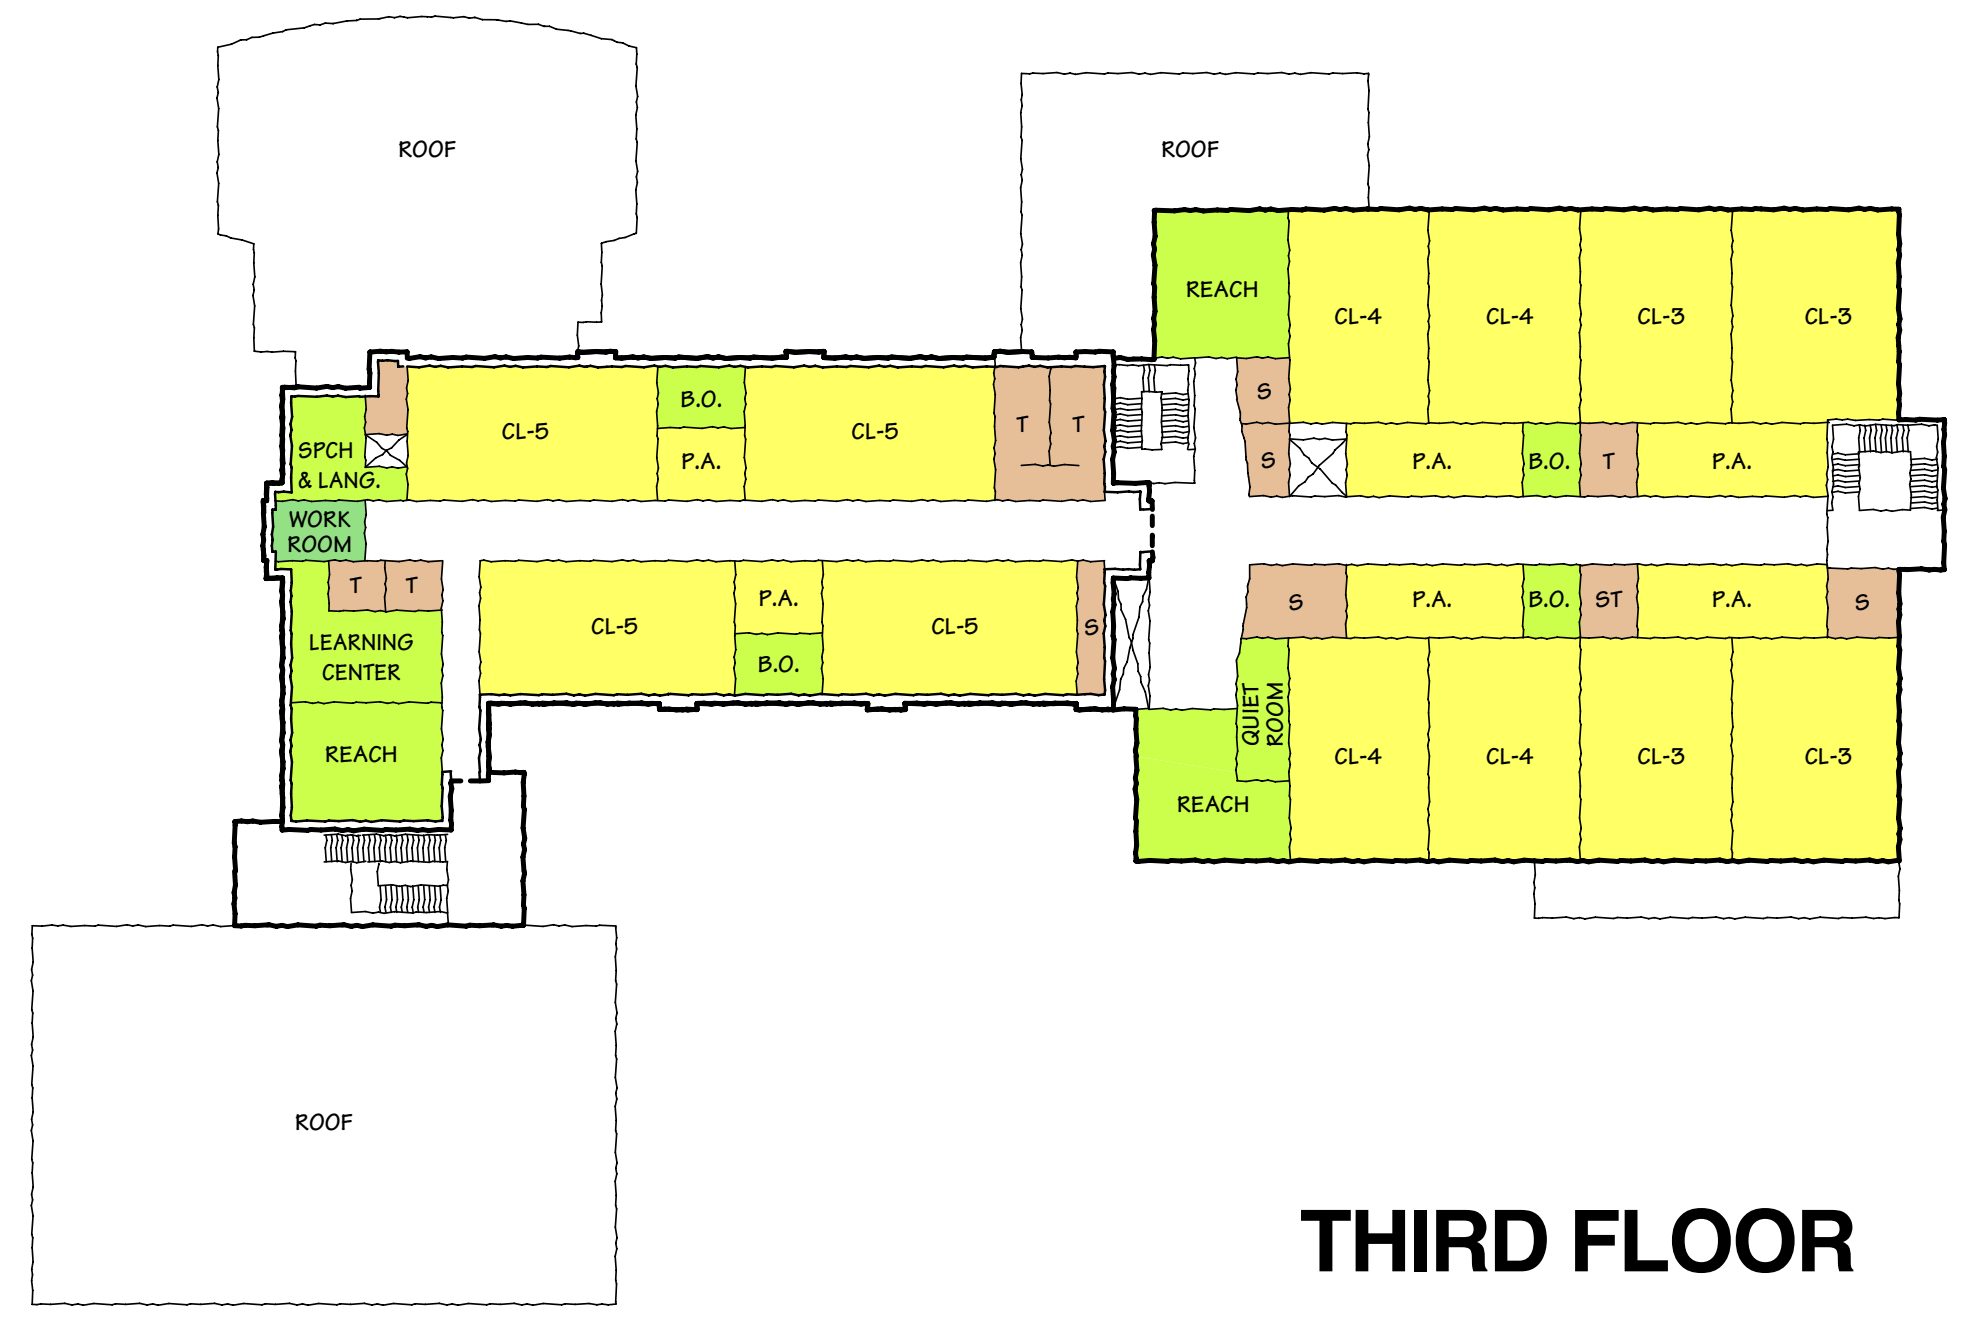 ROOF
ROOF
REACH
CL-4
CL-4
CL-3
CL-3
S
B.O.
CL-5
CL-5
T
T
P.A.
SPCH
& LANG.
S
P.A.
B.O.
T
P.A.
WORK
ROOM
T
T
CL-5
P.A.
CL-5
S
B.O.
S
P.A.
B.O.
ST
P.A.
S
LEARNING
CENTER
QUIET
ROOM
REACH
CL-4
CL-4
CL-3
CL-3
REACH
ROOF
THIRD FLOOR